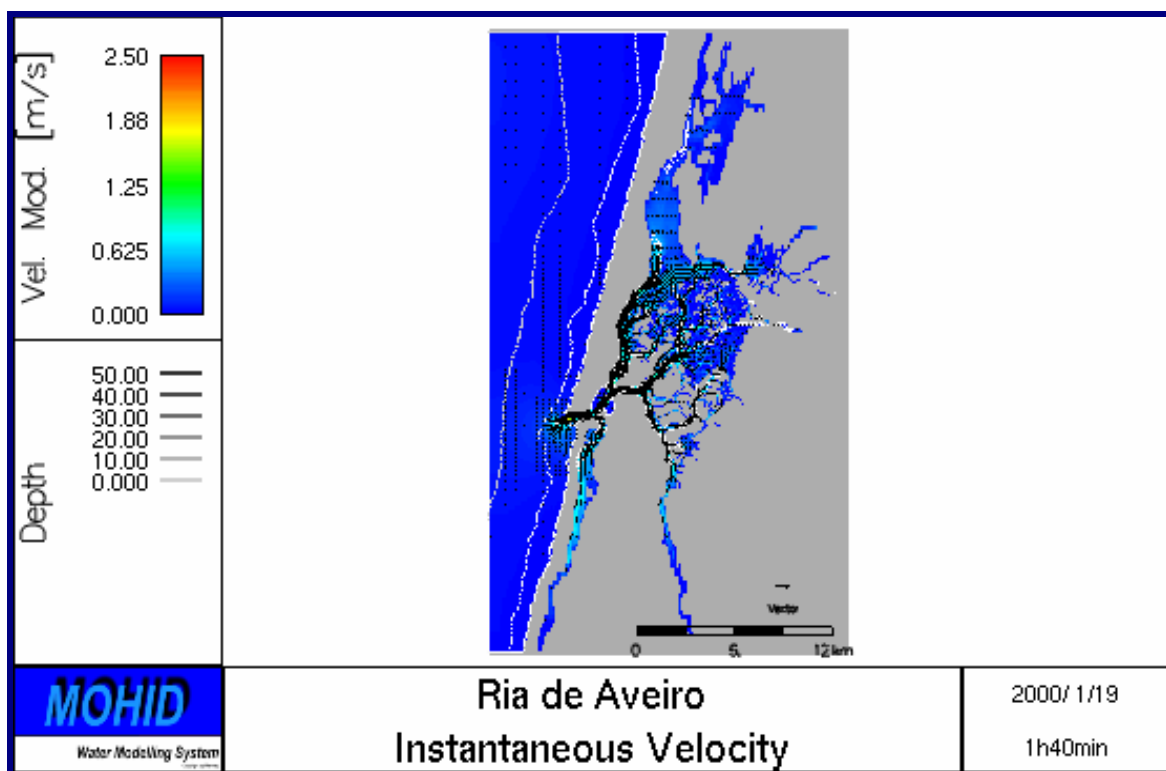 Vel. Mod. [m/s]
2.50
1.88
1.25
0.625
0.000
Depth
50.00
40.00
30.00
20.00
10.00
0.000
Vector
0 5. 12 km
MOHID
Water Modelling System
Ria de Aveiro
Instantaneous Velocity
2000/ 1/19
1h40min